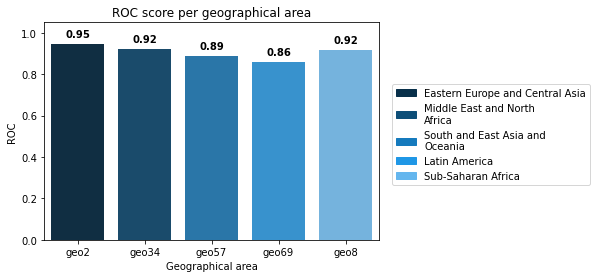 ROC score per geographical area
ROC
1.0
0.8
0.6
0.4
0.2
0.0
0.95
0.92
0.89
0.86
0.92
geo2
geo34
geo57
geo69
geo8
Geographical area
Eastern Europe and Central Asia
Middle East and North
Africa
South and East Asia and
Oceania
Latin America
Sub-Saharan Africa